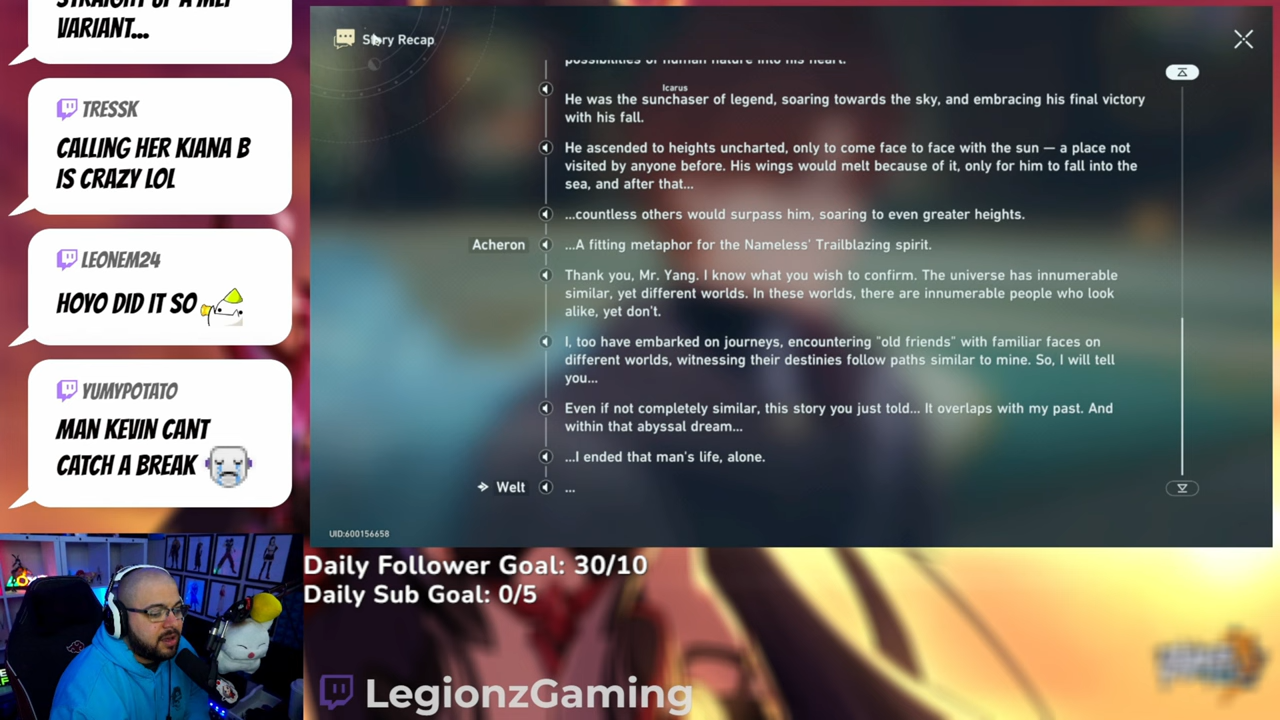 STRAIGHT UP A MEI
VARIANT...
TRESSK
CALLING HER KIANA B
IS CRAZY LOL
LEONEM24
HOYO DID IT SO
YUMYPOTATO
MAN KEVIN CANT
CATCH A BREAK
Story Recap
possibilities of human nature into his heart.
Icarus
He was the sunchaser of legend, soaring towards the sky, and embracing his final victory
with his fall.
He ascended to heights uncharted, only to come face to face with the sun — a place not
visited by anyone before. His wings would melt because of it, only for him to fall into the
sea, and after that...
...countless others would surpass him, soaring to even greater heights.
Acheron
...A fitting metaphor for the Nameless' Trailblazing spirit.
Thank you, Mr. Yang. I know what you wish to confirm. The universe has innumerable
similar, yet different worlds. In these worlds, there are innumerable people who look
alike, yet don't.
I, too have embarked on journeys, encountering "old friends" with familiar faces on
different worlds, witnessing their destinies follow paths similar to mine. So, I will tell
you...
Even if not completely similar, this story you just told... It overlaps with my past. And
within that abyssal dream...
...I ended that man's life, alone.
Welt
...
UID:600156658
Daily Follower Goal: 30/10
Daily Sub Goal: 0/5
LegionzGaming